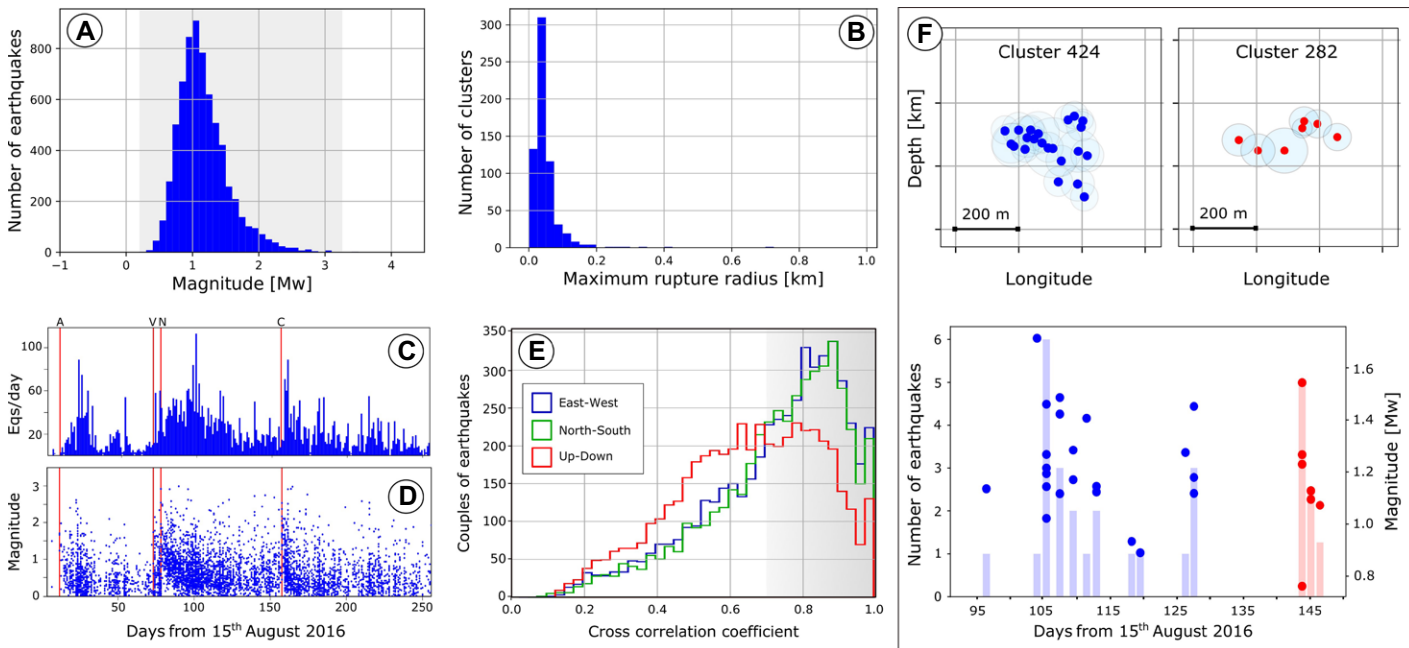 A
Number of earthquakes
800
600
400
200
0
−1 0 1 2 3 4
Magnitude [Mw]
B
Number of clusters
300
250
200
150
100
50
0
0.0 0.2 0.4 0.6 0.8 1.0
Maximum rupture radius [km]
A V N C
C
Eqs/day
100
60
20
D
Magnitude
3
2
1
0
50 100 150 200 250
Days from 15th August 2016
E
Couples of earthquakes
350
300
250
200
150
100
50
0
East-West
North-South
Up-Down
0.0 0.2 0.4 0.6 0.8 1.0
Cross correlation coefficient
F
Cluster 424
Cluster 282
Depth [km]
200 m
200 m
Longitude
Longitude
Number of earthquakes
6
5
4
3
2
1
0
1.6
1.4
1.2
1.0
0.8
Magnitude [Mw]
95 105 115 125 135 145
Days from 15th August 2016